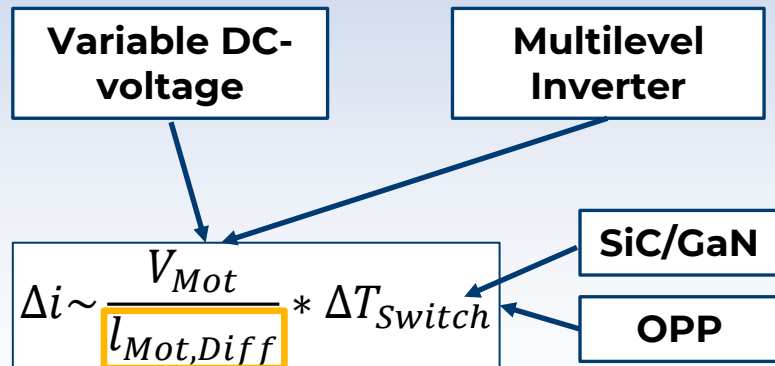 Variable DC-
voltage
Multilevel
Inverter
Δi~ V_Mot / l_Mot,Diff * ΔT_Switch
SiC/GaN
OPP